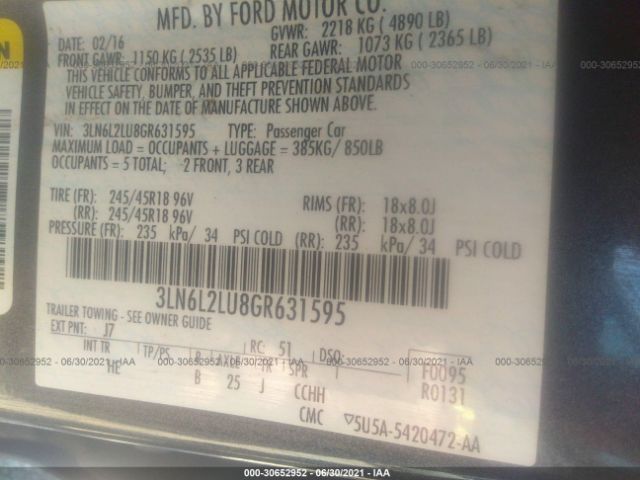 MFD. BY FORD MOTOR CO.
DATE: 02/16 GVWR: 2218 KG ( 4890 LB)
FRONT GAWR: 1150 KG ( 2535 LB) REAR GAWR: 1073 KG ( 2365 LB)
THIS VEHICLE CONFORMS TO ALL APPLICABLE FEDERAL MOTOR
VEHICLE SAFETY, BUMPER, AND THEFT PREVENTION STANDARDS
IN EFFECT ON THE DATE OF MANUFACTURE SHOWN ABOVE.
VIN: 3LN6L2LU8GR631595 TYPE: Passenger Car
MAXIMUM LOAD = OCCUPANTS + LUGGAGE = 385KG/ 850LB
OCCUPANTS = 5 TOTAL; 2 FRONT, 3 REAR
TIRE (FR): 245/45R18 96V RIMS (FR): 18x8.0J
(RR): 245/45R18 96V (RR): 18x8.0J
PRESSURE (FR): 235 kPa/ 34 PSI COLD (RR): 235 kPa/ 34 PSI COLD
3LN6L2LU8GR631595
TRAILER TOWING - SEE OWNER GUIDE
EXT PNT: J7 RC: 51 DSO: F0095
INT TR TP/PS R AXLE TR SPR R0131
HE B 25 J CCHH
CMC ▽5U5A-5420472-AA
000-30652952 - 06/30/2021 - IAA